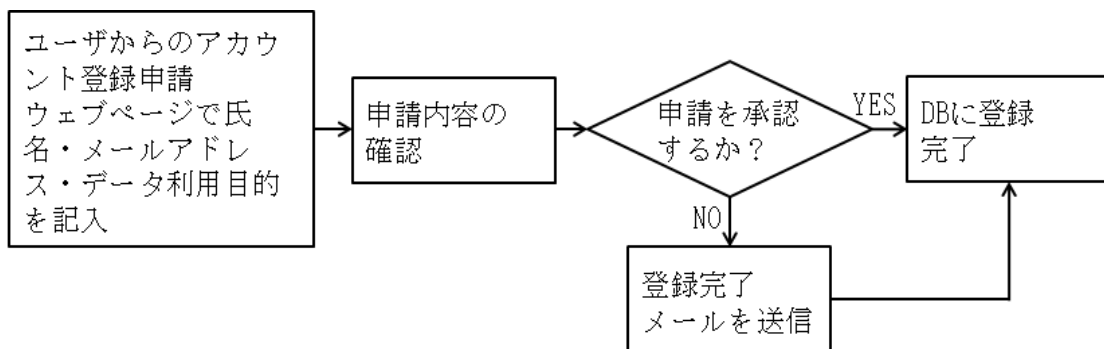 ユーザからのアカウ
ント登録申請
ウェブページで氏
名・メールアドレ
ス・データ利用目的
を記入
申請内容の
確認
申請を承認
するか？
YES
DBに登録
完了
NO
登録完了
メールを送信